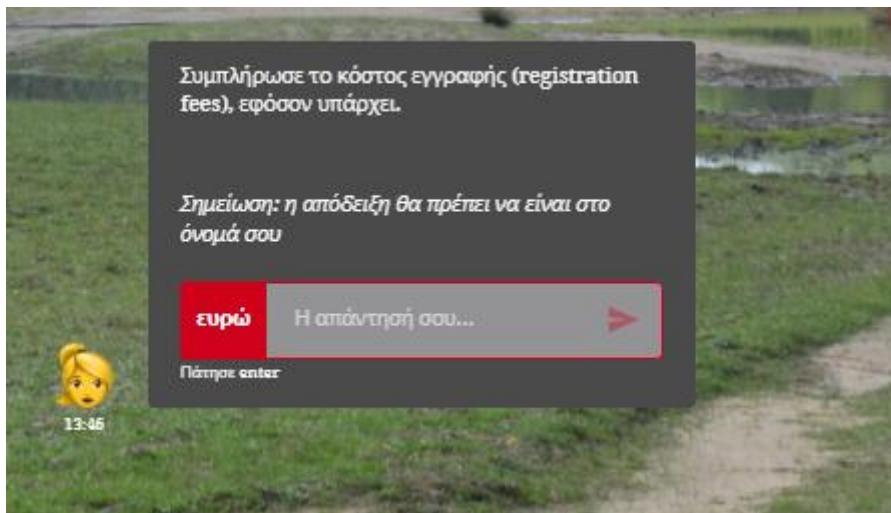 Συμπλήρωσε το κόστος εγγραφής (registration
fees), εφόσον υπάρχει.
Σημείωση: η απόδειξη θα πρέπει να είναι στο
όνομά σου
ευρώ Η απάντησή σου...
Πάτησε enter
13:46